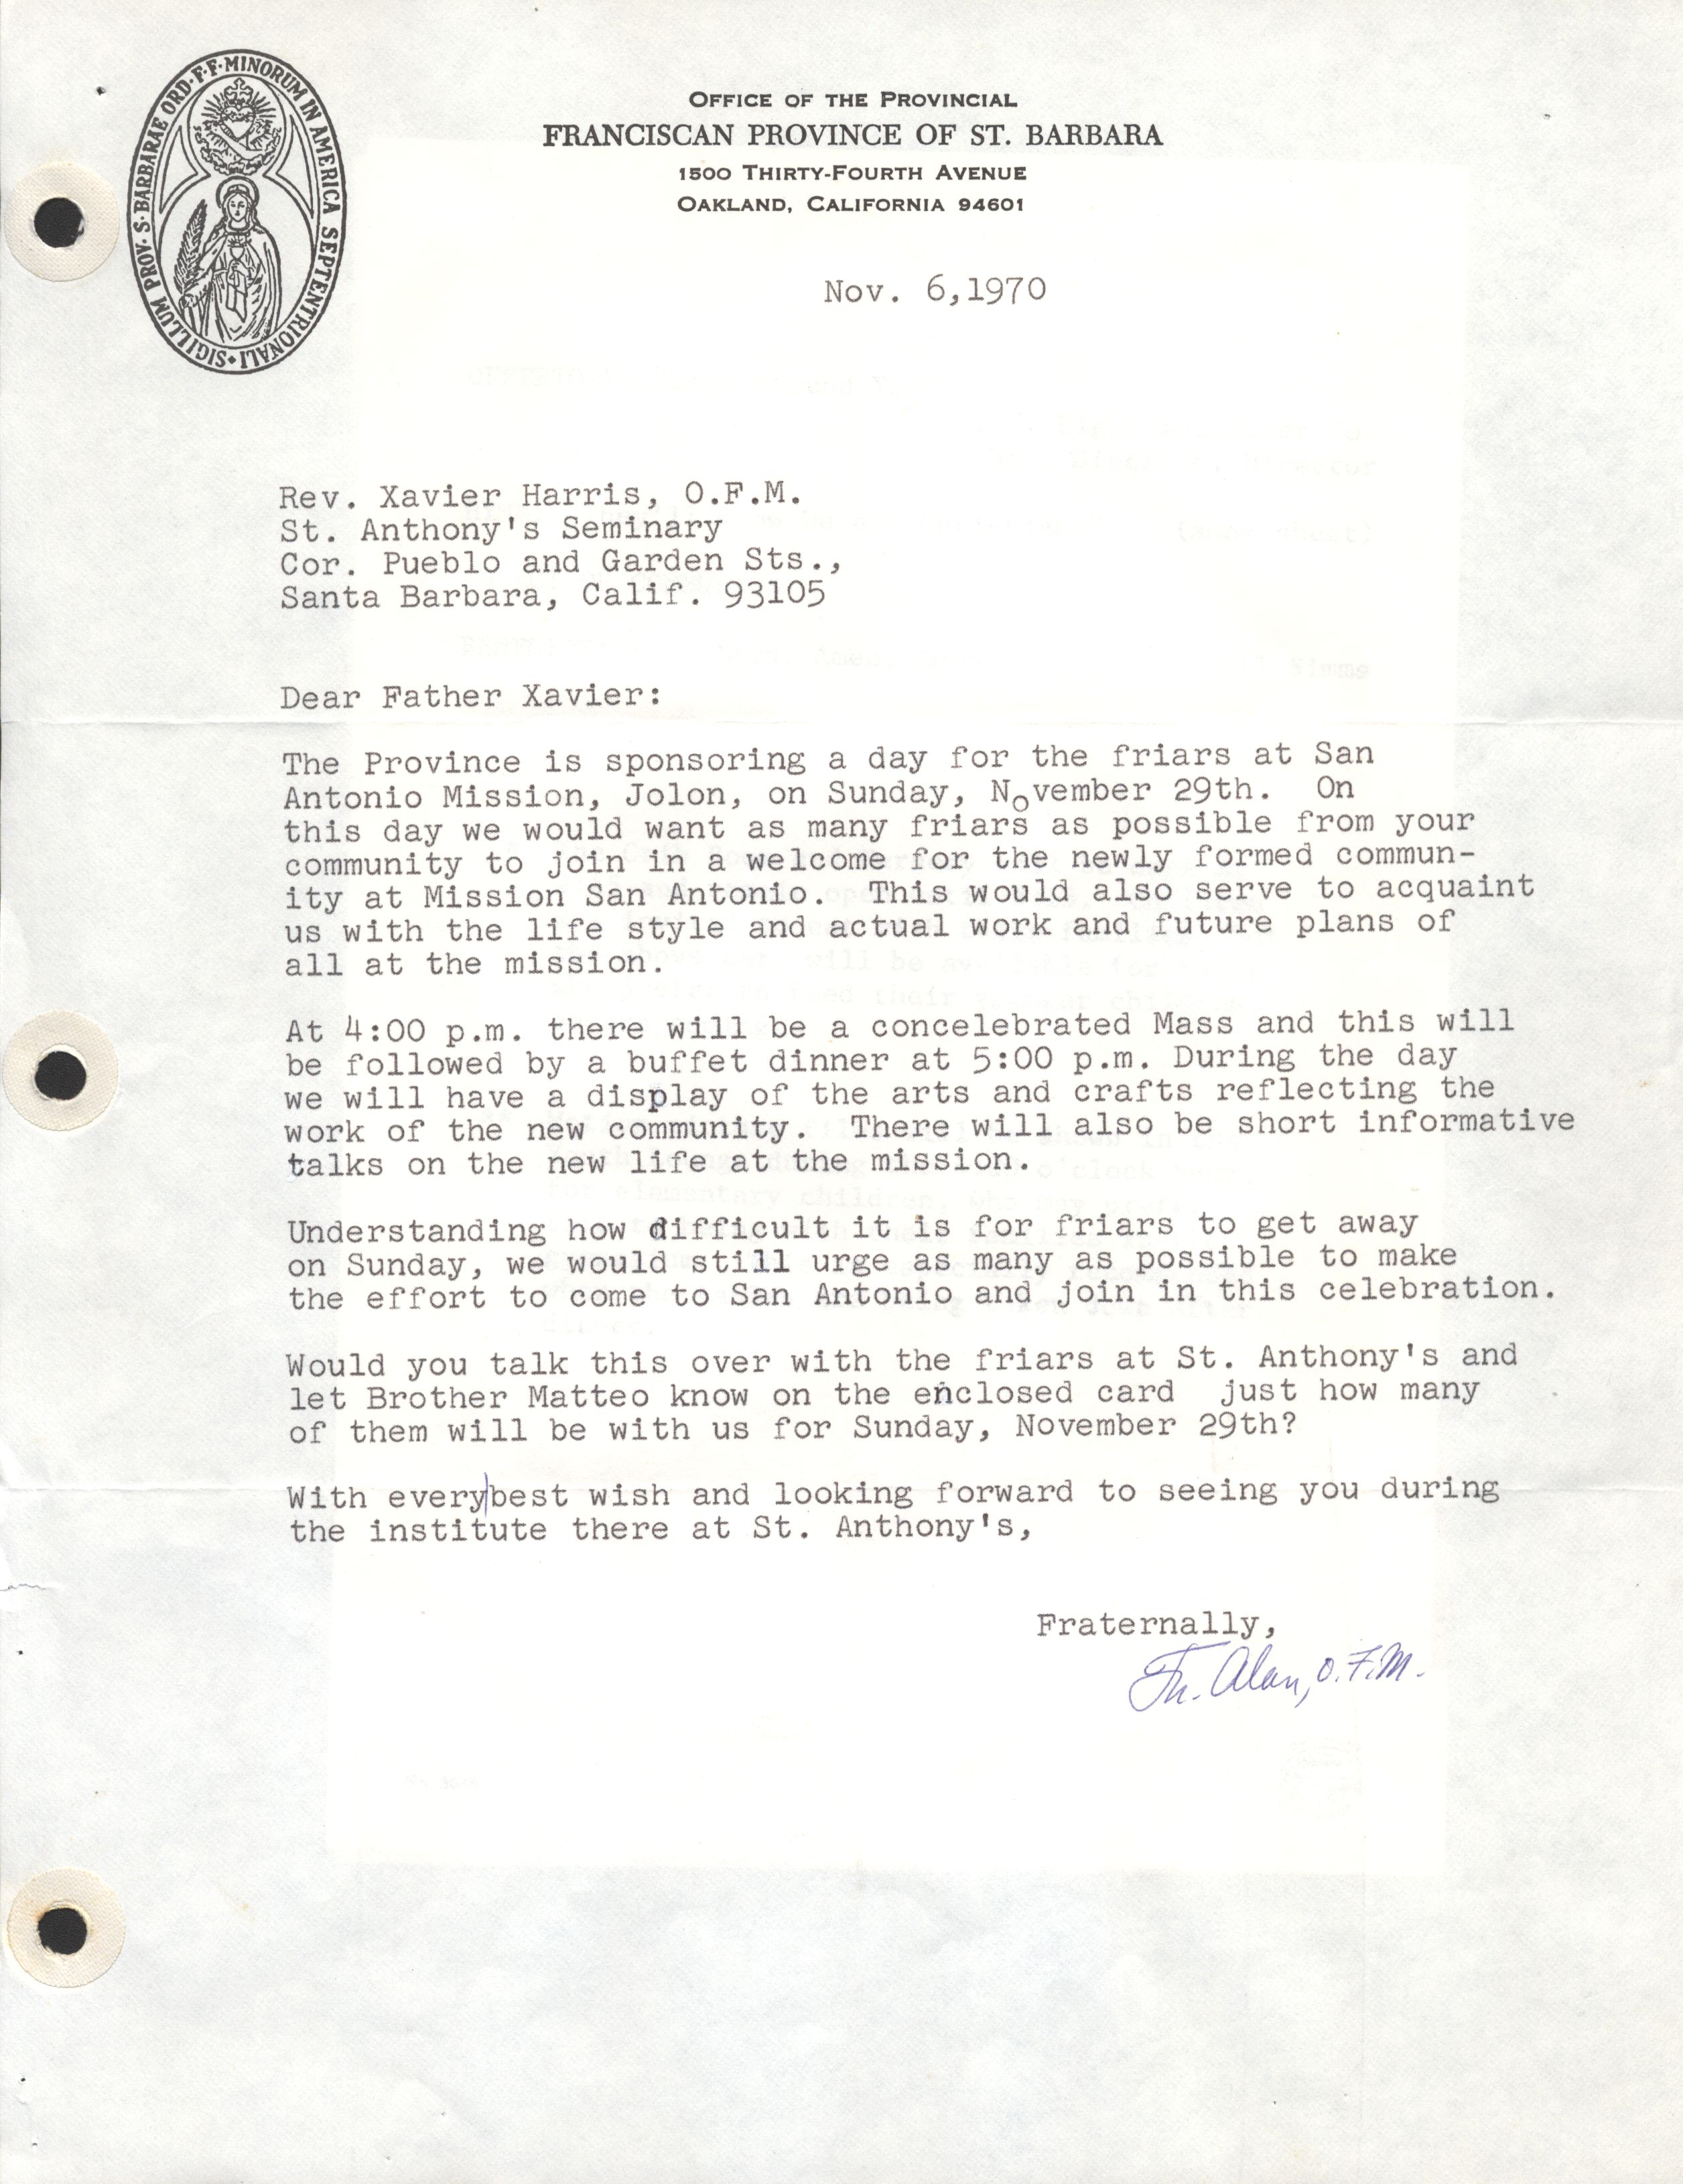 SIGILLUM PROV. S. BARBARAE ORD. F.F. MINORUM IN AMERICA SEPTENTRIONALI
OFFICE OF THE PROVINCIAL
FRANCISCAN PROVINCE OF ST. BARBARA
1500 THIRTY-FOURTH AVENUE
OAKLAND, CALIFORNIA 94601
Nov. 6,1970
Rev. Xavier Harris, O.F.M.
St. Anthony's Seminary
Cor. Pueblo and Garden Sts.,
Santa Barbara, Calif. 93105
Dear Father Xavier:
The Province is sponsoring a day for the friars at San
Antonio Mission, Jolon, on Sunday, November 29th.  On
this day we would want as many friars as possible from your
community to join in a welcome for the newly formed commun-
ity at Mission San Antonio.  This would also serve to acquaint
us with the life style and actual work and future plans of
all at the mission.
At 4:00 p.m. there will be a concelebrated Mass and this will
be followed by a buffet dinner at 5:00 p.m. During the day
we will have a display of the arts and crafts reflecting the
work of the new community.  There will also be short informative
talks on the new life at the mission.
Understanding how difficult it is for friars to get away
on Sunday, we would still urge as many as possible to make
the effort to come to San Antonio and join in this celebration.
Would you talk this over with the friars at St. Anthony's and
let Brother Matteo know on the enclosed card  just how many
of them will be with us for Sunday, November 29th?
With every|best wish and looking forward to seeing you during
the institute there at St. Anthony's,
Fraternally,
Fr. Alan, O.F.M.